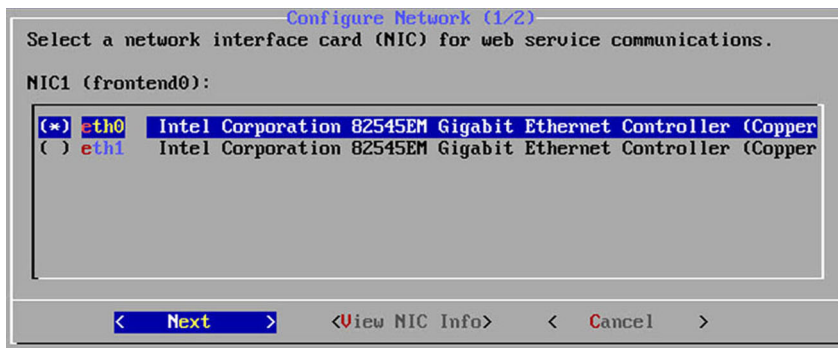 Configure Network (1/2)
Select a network interface card (NIC) for web service communications.
NIC1 (frontend0):
(*) eth0 Intel Corporation 82545EM Gigabit Ethernet Controller (Copper
( ) eth1 Intel Corporation 82545EM Gigabit Ethernet Controller (Copper
< Next > <View NIC Info> < Cancel >